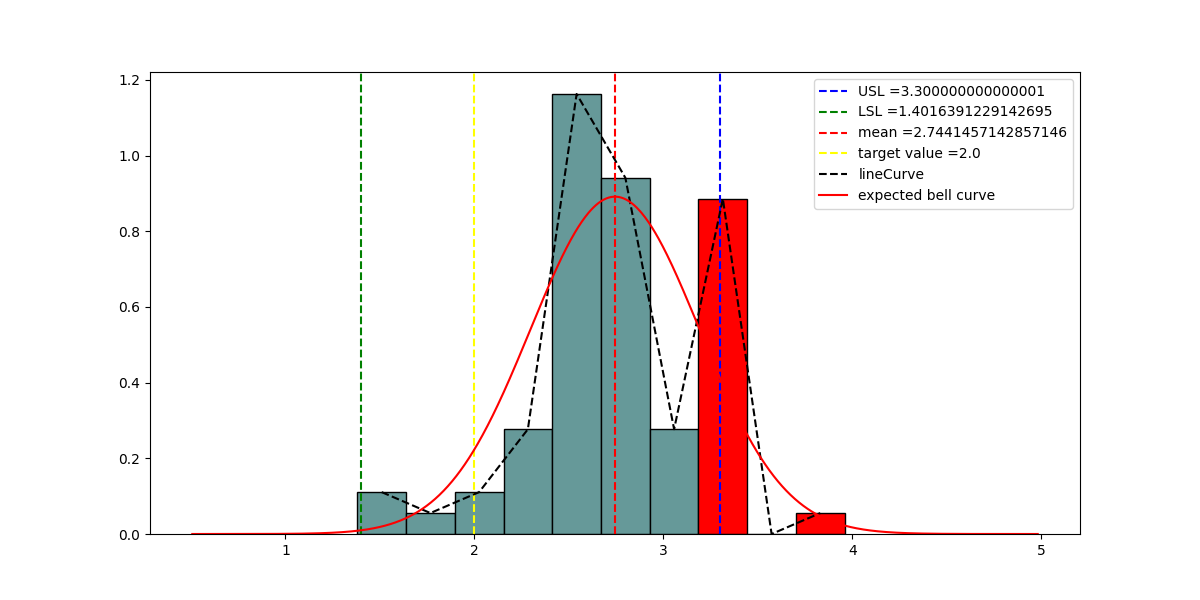 1.2
1.0
0.8
0.6
0.4
0.2
0.0
1 2 3 4 5
USL =3.300000000000001
LSL =1.4016391229142695
mean =2.7441457142857146
target value =2.0
lineCurve
expected bell curve